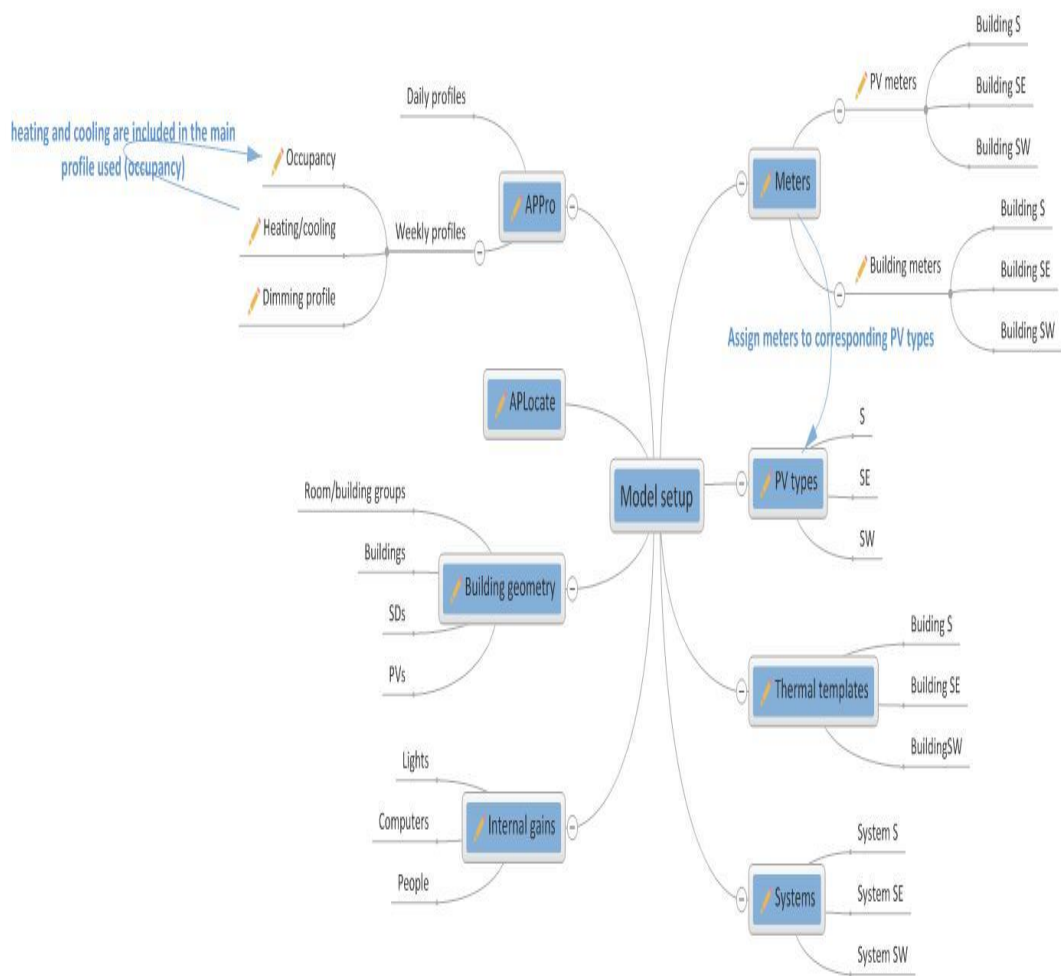 Model setup
APPro
Daily profiles
Weekly profiles
Occupancy
Heating/cooling
Dimming profile
heating and cooling are included in the main
profile used (occupancy)
APLocate
Building geometry
Room/building groups
Buildings
SDs
PVs
Internal gains
Lights
Computers
People
Meters
PV meters
Building S
Building SE
Building SW
Building meters
Building S
Building SE
Building SW
Assign meters to corresponding PV types
PV types
S
SE
SW
Thermal templates
Buiding S
Building SE
BuildingSW
Systems
System S
System SE
System SW